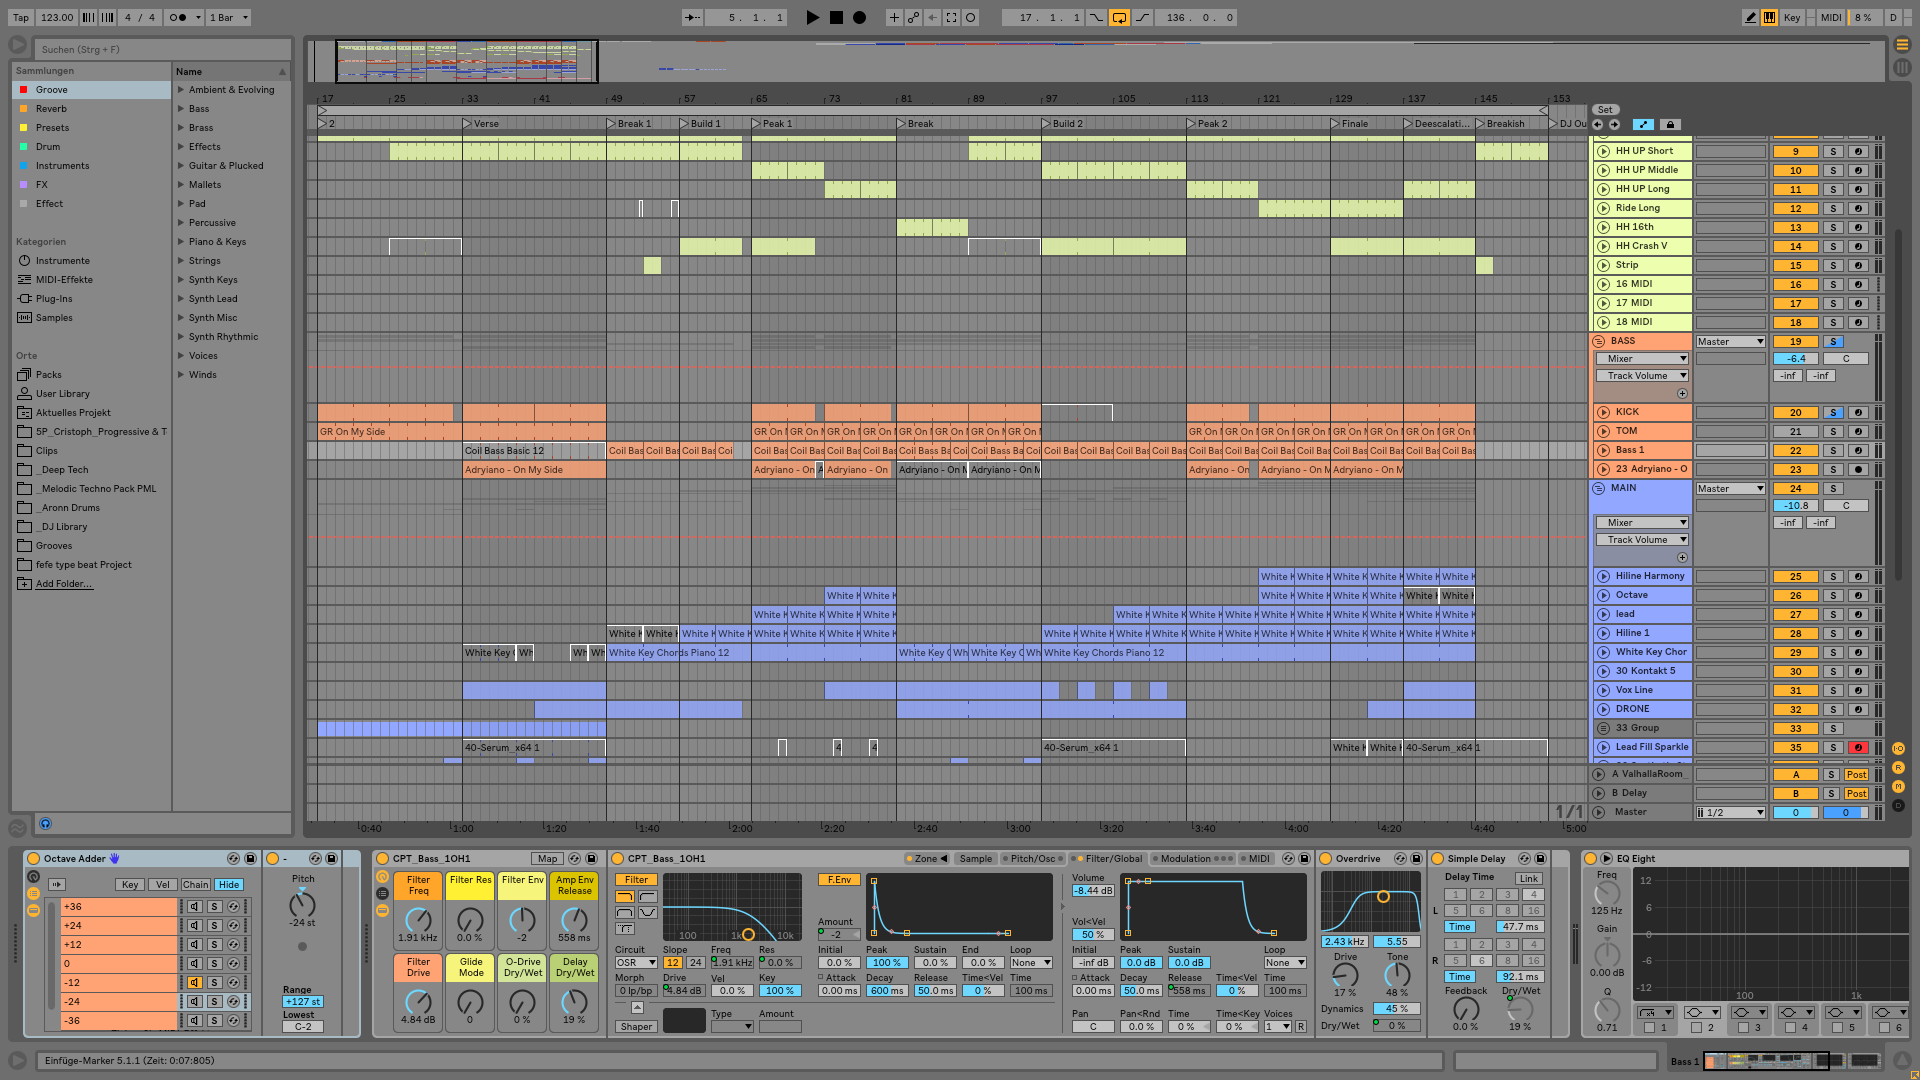 Tap 123.00 4 / 4 1 Bar 5. 1. 1 17. 1. 1 136. 0. 0 Key MIDI 8 % D
Suchen (Strg + F)
Sammlungen
Groove
Reverb
Presets
Drum
Instruments
FX
Effect
Kategorien
Instrumente
MIDI-Effekte
Plug-Ins
Samples
Orte
Packs
User Library
Aktuelles Projekt
5P_Cristoph_Progressive & T
Clips
_Deep Tech
_Melodic Techno Pack PML
_Aronn Drums
_DJ Library
Grooves
fefe type beat Project
Add Folder...
Name
Ambient & Evolving
Bass
Brass
Effects
Guitar & Plucked
Mallets
Pad
Percussive
Piano & Keys
Strings
Synth Keys
Synth Lead
Synth Misc
Synth Rhythmic
Voices
Winds
17 25 33 41 49 57 65 73 81 89 97 105 113 121 129 137 145 153
2 Verse Break 1 Build 1 Peak 1 Break Build 2 Peak 2 Finale Deescalati... Breakish DJ Ou
Set
HH UP Short 9 S
HH UP Middle 10 S
HH UP Long 11 S
Ride Long 12 S
HH 16th 13 S
HH Crash V 14 S
Strip 15 S
16 MIDI 16 S
17 MIDI 17 S
18 MIDI 18 S
BASS Master 19 S
Mixer -6.4 C
Track Volume -inf -inf
KICK 20 S
GR On My Side TOM 21 S
Coil Bass Basic 12 Bass 1 22 S
Adryiano - On My Side 23 Adryiano - O 23 S
MAIN Master 24 S
-10.8 C
Mixer -inf -inf
Track Volume
Hiline Harmony 25 S
Octave 26 S
lead 27 S
Hiline 1 28 S
White Key Chords Piano 12 White Key Chords Piano 12 White Key Chor 29 S
30 Kontakt 5 30 S
Vox Line 31 S
DRONE 32 S
33 Group 33 S
40-Serum_x64 1 4 4 40-Serum_x64 1 40-Serum_x64 1 Lead Fill Sparkle 35 S
A ValhallaRoom_ A S Post
B Delay B S Post
1/1 Master 1/2 0 0
0:40 1:00 1:20 1:40 2:00 2:20 2:40 3:00 3:20 3:40 4:00 4:20 4:40 5:00
Octave Adder
Key Vel Chain Hide
+36 S
+24 S
+12 S
0 S
-12 S
-24 S
-36 S
-
Pitch
-24 st
Range
+127 st
Lowest
C-2
CPT_Bass_1OH1 Map
Filter Freq 1.91 kHz
Filter Res 0.0 %
Filter Env -2
Amp Env Release 558 ms
Filter Drive 4.84 dB
Glide Mode 0
O-Drive Dry/Wet 0 %
Delay Dry/Wet 19 %
CPT_Bass_1OH1 Zone Sample Pitch/Osc Filter/Global Modulation MIDI
Filter 100 1k 10k
Circuit Slope Freq Res
OSR 12 24 1.91 kHz 0.0 %
Morph Drive Vel Key
0 lp/bp 4.84 dB 0.0 % 100 %
Shaper Type Amount
F.Env
Amount
-2
Initial Peak Sustain End Loop
0.0 % 100 % 0.0 % 0.0 % None
Attack Decay Release Time<Vel Time
0.00 ms 600 ms 50.0 ms 0 % 100 ms
Volume
-8.44 dB
Vol<Vel
50 %
Initial Peak Sustain Loop
-inf dB 0.0 dB 0.0 dB None
Attack Decay Release Time<Vel Time
0.00 ms 50.0 ms 558 ms 0 % 100 ms
Pan Pan<Rnd Time Time<Key Voices
C 0.0 % 0 % 0 % 1 R
Overdrive
2.43 kHz 5.55
Drive Tone
17 % 48 %
Dynamics 45 %
Dry/Wet 0 %
Simple Delay
Delay Time Link
1 2 3 4
L 5 6 8 16
Time 47.7 ms
1 2 3 4
R 5 6 8 16
Time 92.1 ms
Feedback Dry/Wet
0.0 % 19 %
EQ Eight
Freq
125 Hz
Gain
0.00 dB
Q
0.71
12
6
0
-6
-12
100 1k
1 2 3 4 5 6
Einfüge-Marker 5.1.1 (Zeit: 0:07:805)
Bass 1